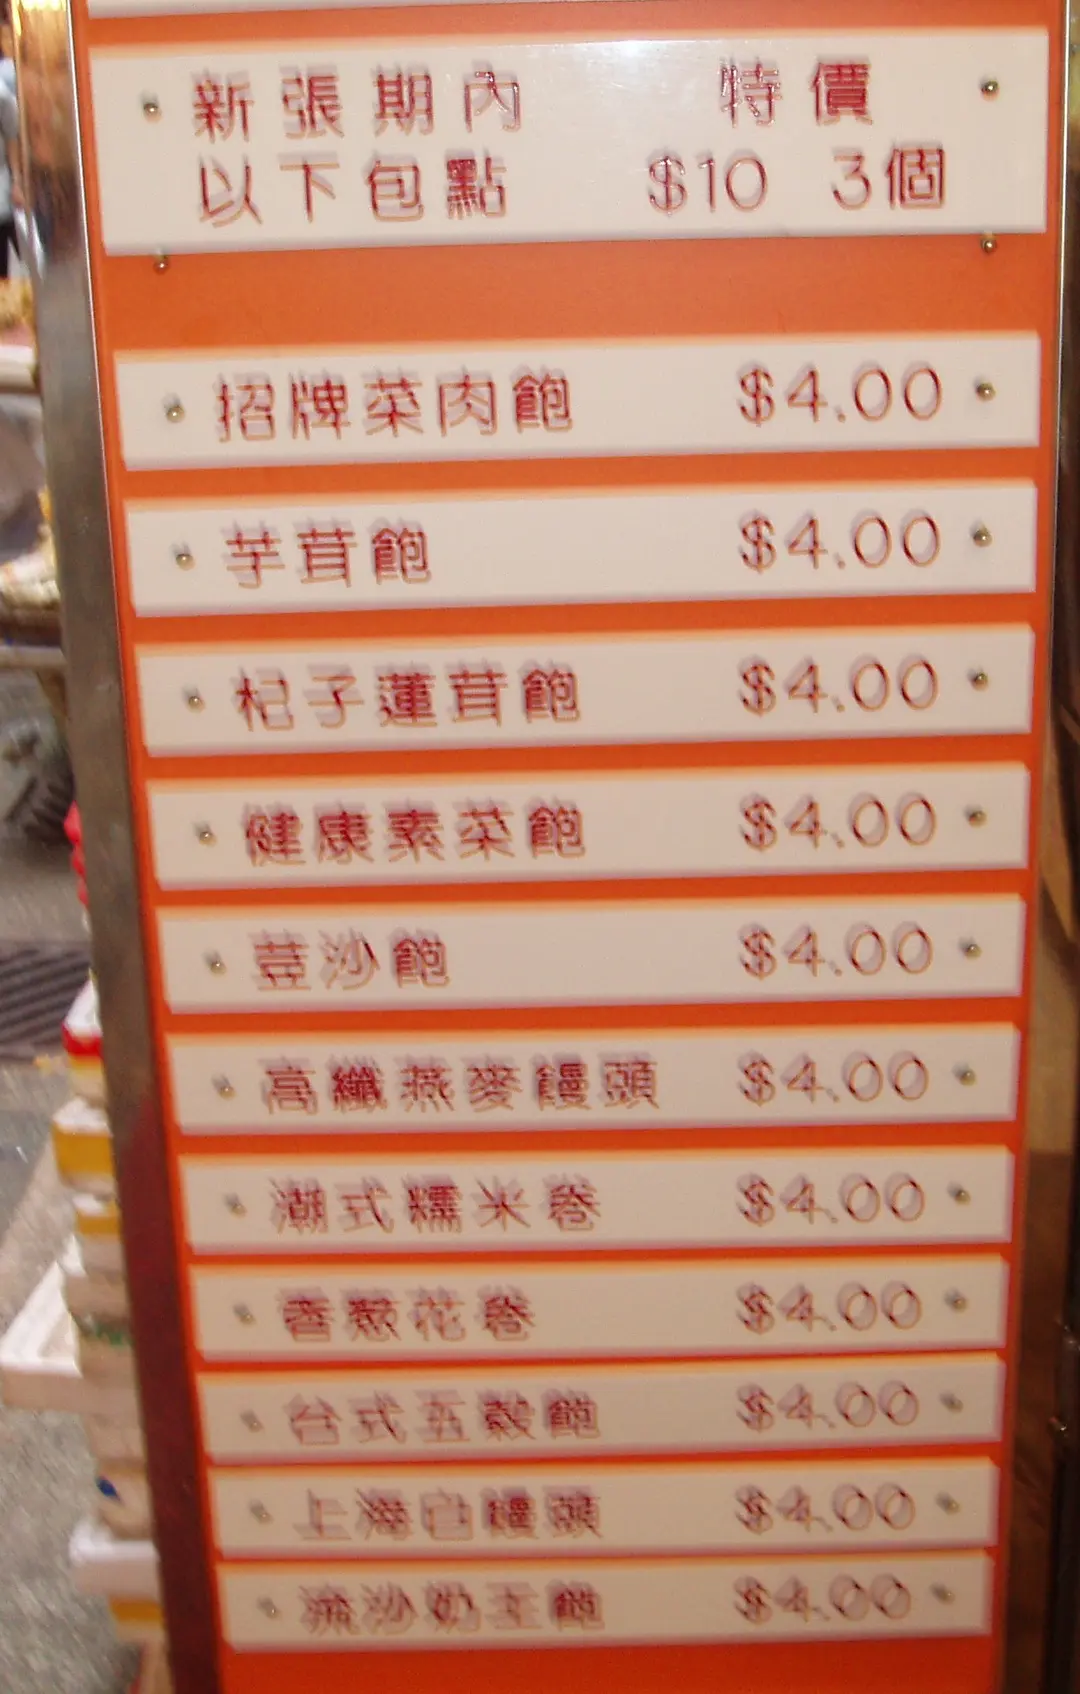 新張期內 特價
以下包點 $10 3個
招牌菜肉飽 $4.00
芋茸飽 $4.00
杞子蓮茸飽 $4.00
健康素菜飽 $4.00
荳沙飽 $4.00
高纖燕麥饅頭 $4.00
潮式糯米卷 $4.00
香葱花卷 $4.00
台式五穀飽 $4.00
上海白饅頭 $4.00
流沙奶王飽 $4.00